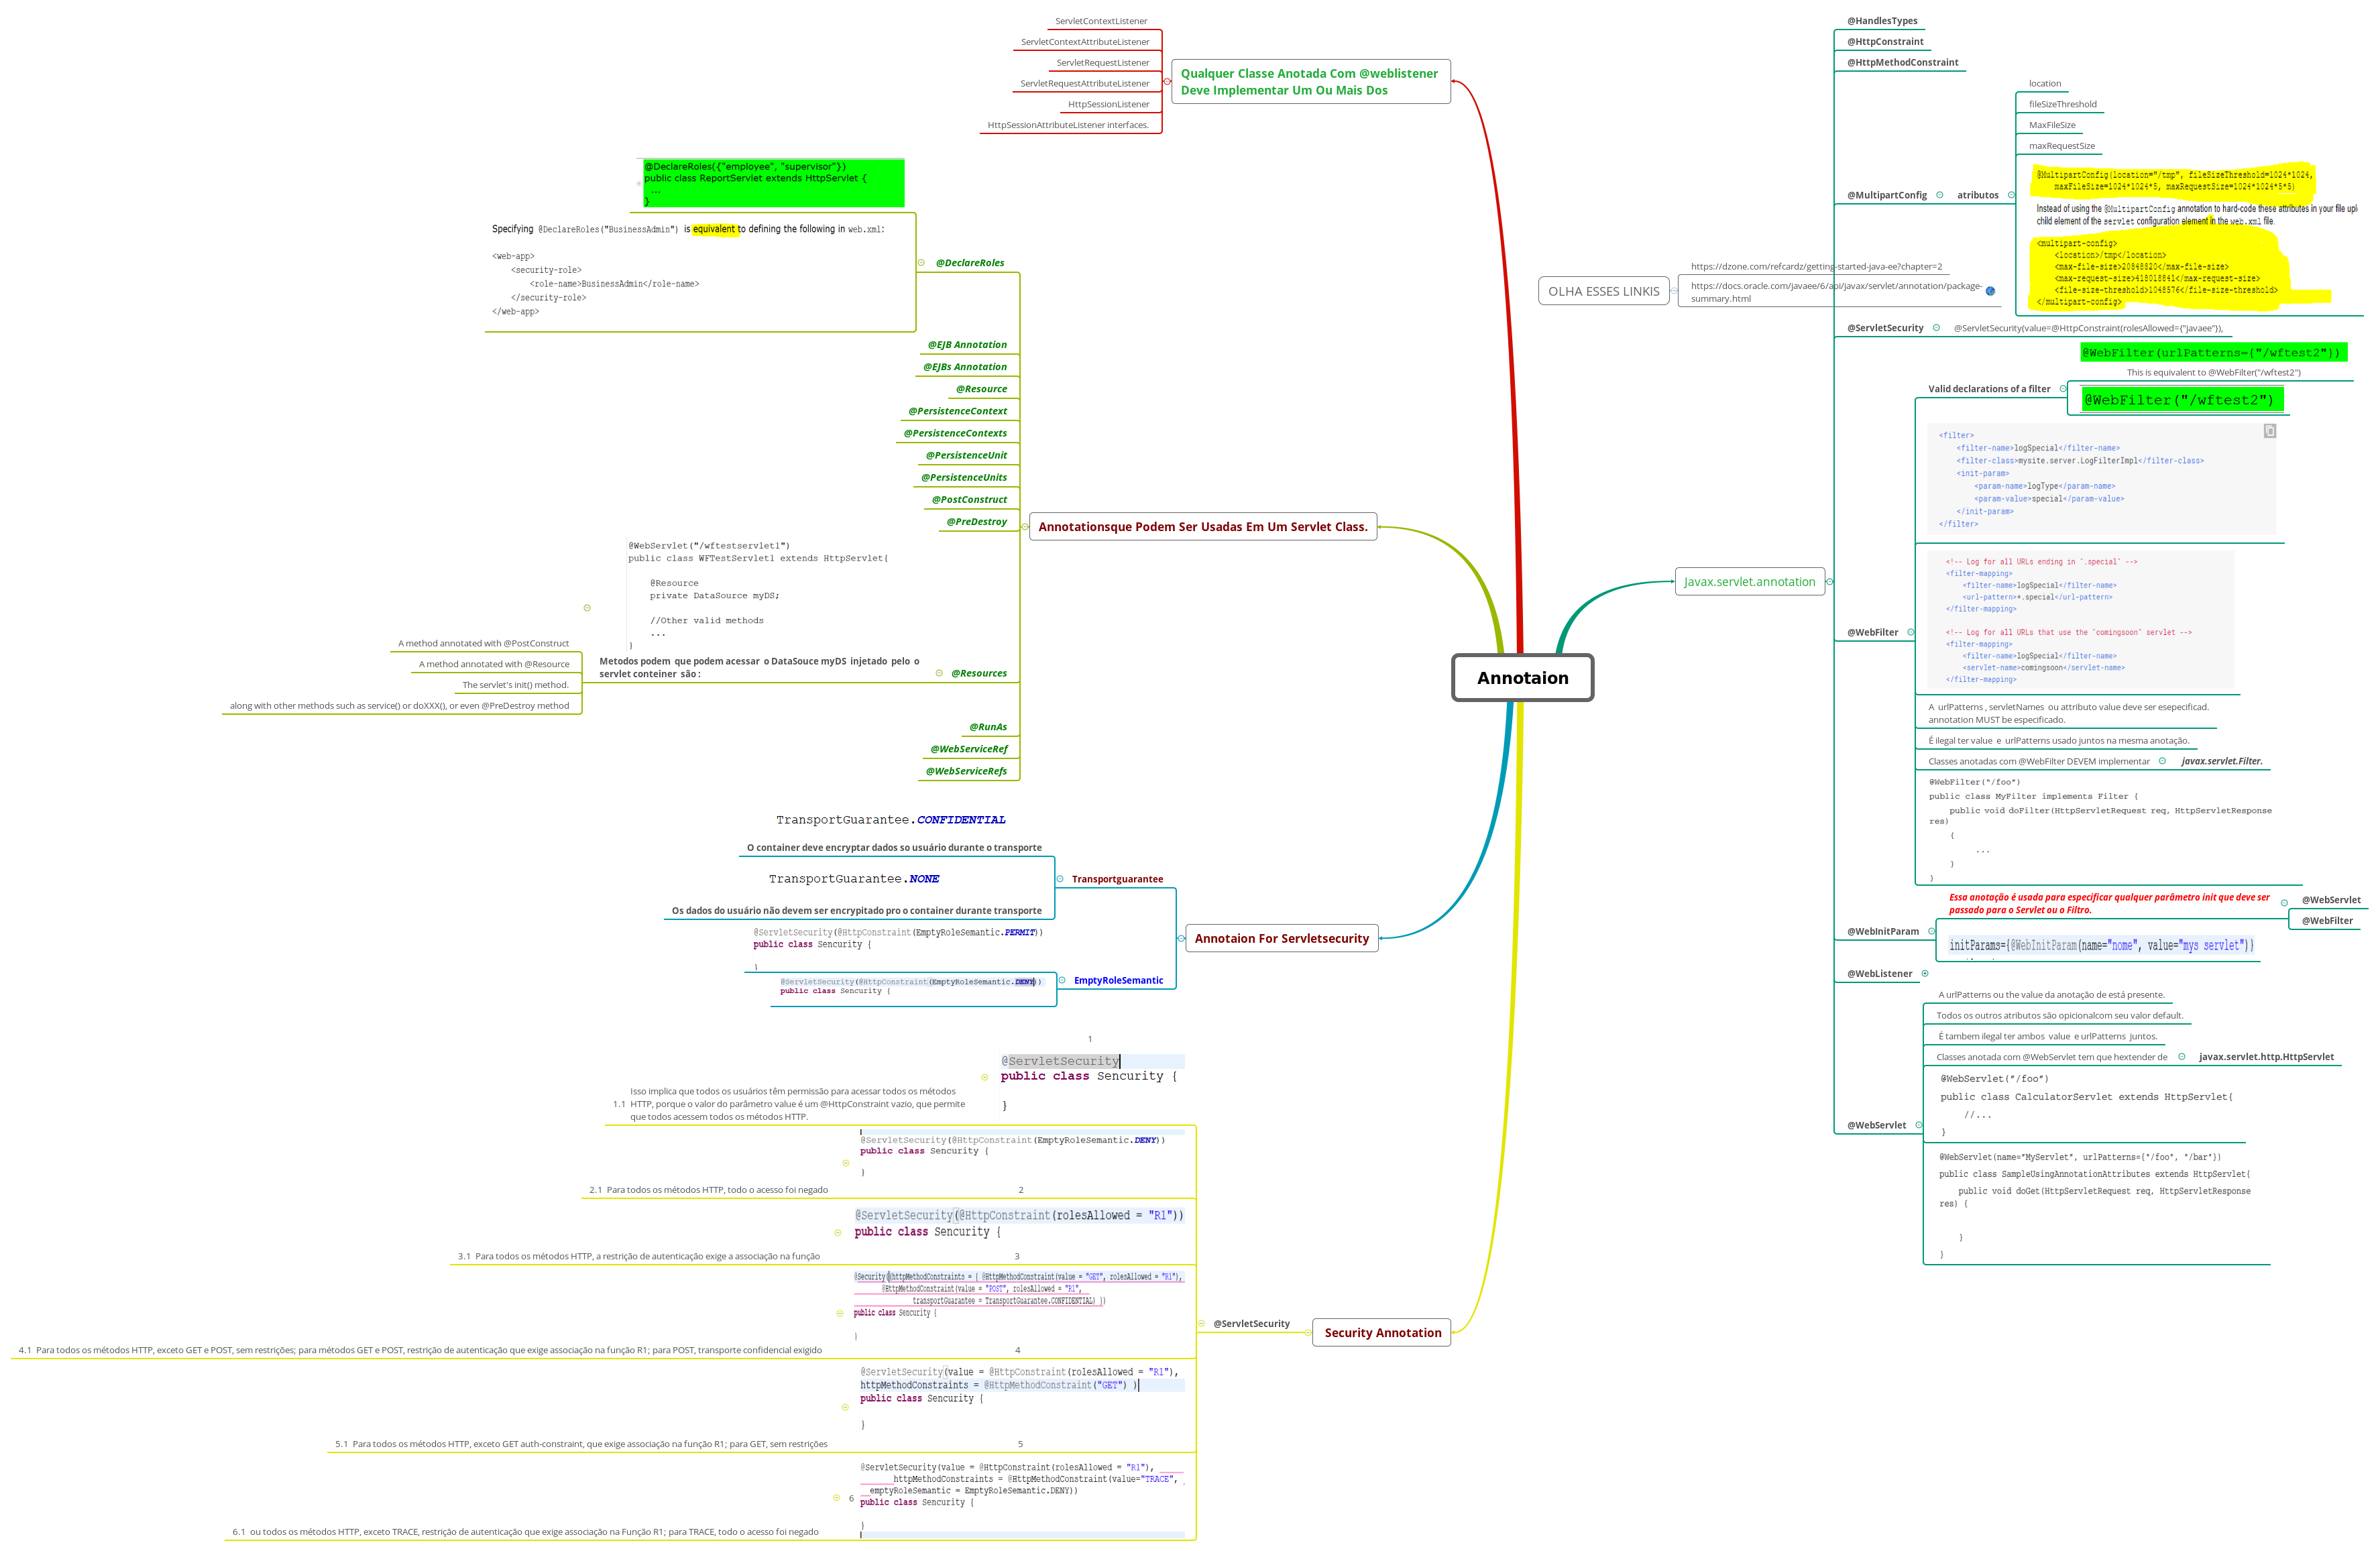 Annotaion
Qualquer Classe Anotada Com @weblistener
Deve Implementar Um Ou Mais Dos
ServletContextListener
ServletContextAttributeListener
ServletRequestListener
ServletRequestAttributeListener
HttpSessionListener
HttpSessionAttributeListener interfaces.
Annotationsque Podem Ser Usadas Em Um Servlet Class.
@DeclareRoles
@DeclareRoles({"employee", "supervisor"})
public class ReportServlet extends HttpServlet {
...
}
Specifying @DeclareRoles("BusinessAdmin") is equivalent to defining the following in web.xml:
<web-app>
<security-role>
<role-name>BusinessAdmin</role-name>
</security-role>
</web-app>
@EJB Annotation
@EJBs Annotation
@Resource
@PersistenceContext
@PersistenceContexts
@PersistenceUnit
@PersistenceUnits
@PostConstruct
@PreDestroy
@Resources
@WebServlet("/wftestservlet1")
public class WFTestServlet1 extends HttpServlet{
@Resource
private DataSource myDS;
//Other valid methods
...
}
Metodos podem que podem acessar o DataSouce myDS injetado pelo o
servlet conteiner são :
A method annotated with @PostConstruct
A method annotated with @Resource
The servlet's init() method.
along with other methods such as service() or doXXX(), or even @PreDestroy method
@RunAs
@WebServiceRef
@WebServiceRefs
Annotaion For Servletsecurity
Transportguarantee
TransportGuarantee.CONFIDENTIAL
O container deve encryptar dados so usuário durante o transporte
TransportGuarantee.NONE
Os dados do usuário não devem ser encrypitado pro o container durante transporte
EmptyRoleSemantic
@ServletSecurity(@HttpConstraint(EmptyRoleSemantic.PERMIT))
public class Sencurity {
}
@ServletSecurity(@HttpConstraint(EmptyRoleSemantic.DENY))
public class Sencurity {
Security Annotation
@ServletSecurity
1
@ServletSecurity
public class Sencurity {
}
1.1 Isso implica que todos os usuários têm permissão para acessar todos os métodos
HTTP, porque o valor do parâmetro value é um @HttpConstraint vazio, que permite
que todos acessem todos os métodos HTTP.
@ServletSecurity(@HttpConstraint(EmptyRoleSemantic.DENY))
public class Sencurity {
}
2
2.1 Para todos os métodos HTTP, todo o acesso foi negado
@ServletSecurity(@HttpConstraint(rolesAllowed = "R1"))
public class Sencurity {
3
3.1 Para todos os métodos HTTP, a restrição de autenticação exige a associação na função
@Security((httpMethodConstraints = { @HttpMethodConstraint(value = "GET", rolesAllowed = "R1"),
@HttpMethodConstraint(value = "POST", rolesAllowed = "R1",
transportGuarantee = TransportGuarantee.CONFIDENTIAL) })
public class Sencurity {
}
4
4.1 Para todos os métodos HTTP, exceto GET e POST, sem restrições; para métodos GET e POST, restrição de autenticação que exige associação na função R1; para POST, transporte confidencial exigido
@ServletSecurity(value = @HttpConstraint(rolesAllowed = "R1"),
httpMethodConstraints = @HttpMethodConstraint("GET") )
public class Sencurity {
}
5
5.1 Para todos os métodos HTTP, exceto GET auth-constraint, que exige associação na função R1; para GET, sem restrições
6
@ServletSecurity(value = @HttpConstraint(rolesAllowed = "R1"),
httpMethodConstraints = @HttpMethodConstraint(value="TRACE",
emptyRoleSemantic = EmptyRoleSemantic.DENY))
public class Sencurity {
}
6.1 ou todos os métodos HTTP, exceto TRACE, restrição de autenticação que exige associação na Função R1; para TRACE, todo o acesso foi negado
OLHA ESSES LINKIS
https://dzone.com/refcardz/getting-started-java-ee?chapter=2
https://docs.oracle.com/javaee/6/api/javax/servlet/annotation/package-
summary.html
Javax.servlet.annotation
@HandlesTypes
@HttpConstraint
@HttpMethodConstraint
@MultipartConfig
atributos
location
fileSizeThreshold
MaxFileSize
maxRequestSize
@MultipartConfig(location="/tmp", fileSizeThreshold=1024*1024,
maxFileSize=1024*1024*5, maxRequestSize=1024*1024*5*5)
Instead of using the @MultipartConfig annotation to hard-code these attributes in your file upl
child element of the servlet configuration element in the web.xml file.
<multipart-config>
<location>/tmp</location>
<max-file-size>20848820</max-file-size>
<max-request-size>418018841</max-request-size>
<file-size-threshold>1048576</file-size-threshold>
</multipart-config>
@ServletSecurity
@ServletSecurity(value=@HttpConstraint(rolesAllowed={"javaee"}),
@WebFilter
Valid declarations of a filter
@WebFilter(urlPatterns={"/wftest2"})
This is equivalent to @WebFilter("/wftest2")
@WebFilter("/wftest2")
<filter>
<filter-name>logSpecial</filter-name>
<filter-class>mysite.server.LogFilterImpl</filter-class>
<init-param>
<param-name>logType</param-name>
<param-value>special</param-value>
</init-param>
</filter>
<!-- Log for all URLs ending in ".special" -->
<filter-mapping>
<filter-name>logSpecial</filter-name>
<url-pattern>*.special</url-pattern>
</filter-mapping>
<!-- Log for all URLs that use the "comingsoon" servlet -->
<filter-mapping>
<filter-name>logSpecial</filter-name>
<servlet-name>comingsoon</servlet-name>
</filter-mapping>
A urlPatterns , servletNames ou attributo value deve ser esepecificad.
annotation MUST be especificado.
É ilegal ter value e urlPatterns usado juntos na mesma anotação.
Classes anotadas com @WebFilter DEVEM implementar
javax.servlet.Filter.
@WebFilter("/foo")
public class MyFilter implements Filter {
public void doFilter(HttpServletRequest req, HttpServletResponse
res)
{
...
}
}
@WebInitParam
Essa anotação é usada para especificar qualquer parâmetro init que deve ser
passado para o Servlet ou o Filtro.
@WebServlet
@WebFilter
initParams={@WebInitParam(name="nome", value="mys servlet")}
@WebListener
@WebServlet
A urlPatterns ou the value da anotação de está presente.
Todos os outros atributos são opicionalcom seu valor default.
É tambem ilegal ter ambos value e urlPatterns juntos.
Classes anotada com @WebServlet tem que hextender de
javax.servlet.http.HttpServlet
@WebServlet("/foo")
public class CalculatorServlet extends HttpServlet{
//...
}
@WebServlet(name="MyServlet", urlPatterns={"/foo", "/bar"})
public class SampleUsingAnnotationAttributes extends HttpServlet{
public void doGet(HttpServletRequest req, HttpServletResponse
res) {
}
}